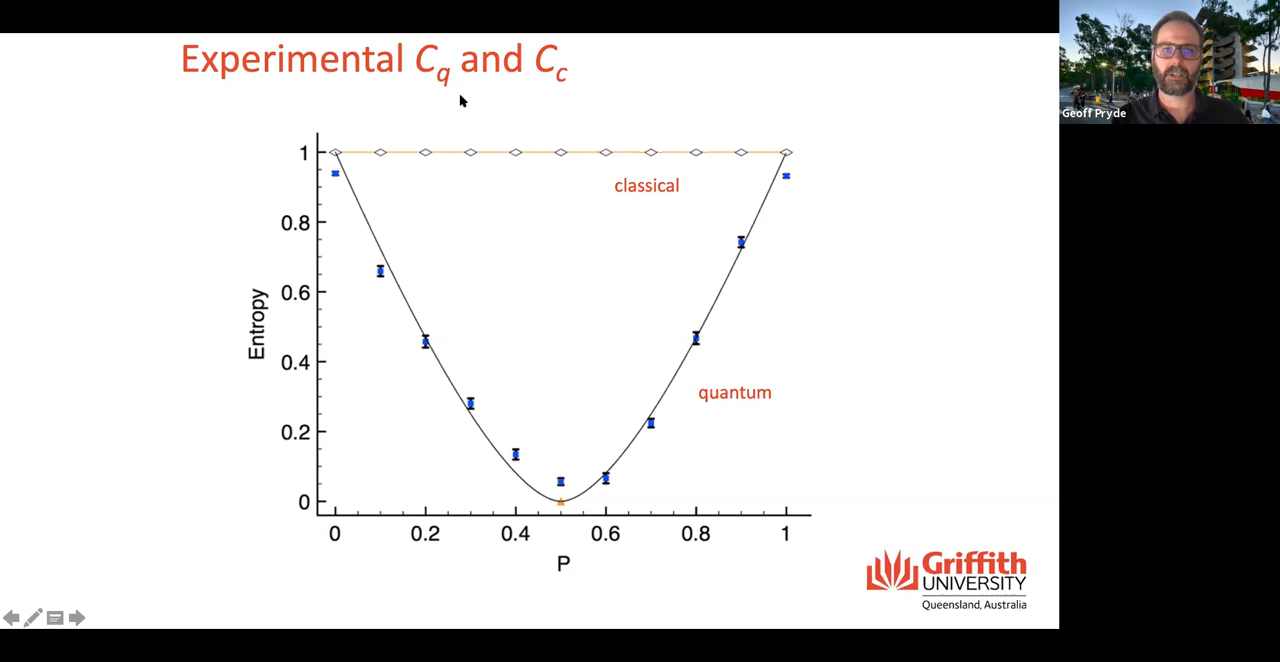 Experimental Cq and Cc
Geoff Pryde
1
classical
0.8
0.6
Entropy
0.4
quantum
0.2
0
0 0.2 0.4 0.6 0.8 1
P
Griffith
UNIVERSITY
Queensland, Australia